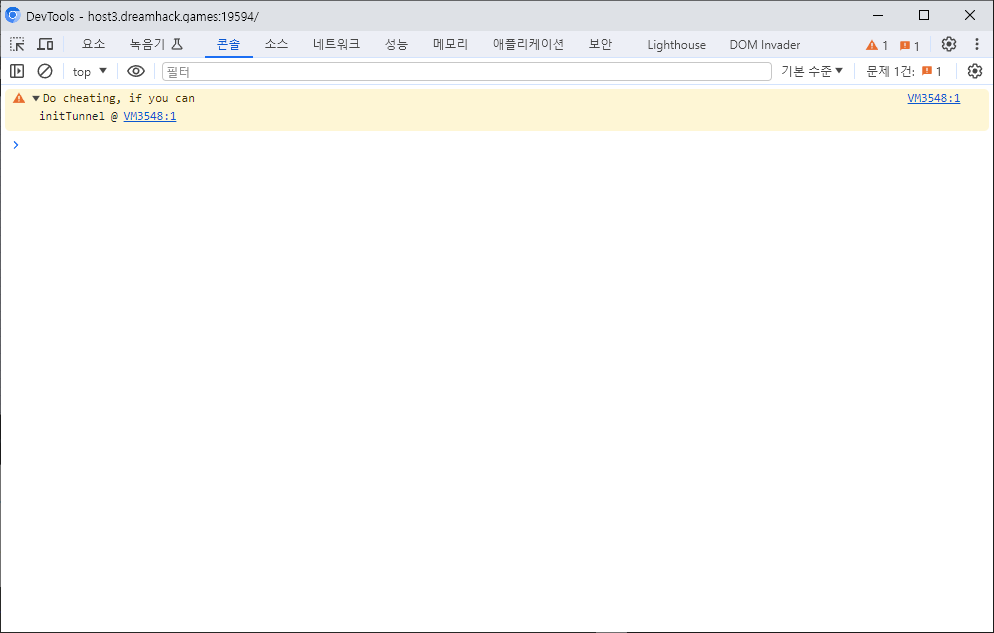 DevTools - host3.dreamhack.games:19594/
요소 녹음기 콘솔 소스 네트워크 성능 메모리 애플리케이션 보안 Lighthouse DOM Invader 1 1
top 필터 기본 수준 문제 1건: 1
Do cheating, if you can VM3548:1
initTunnel @ VM3548:1